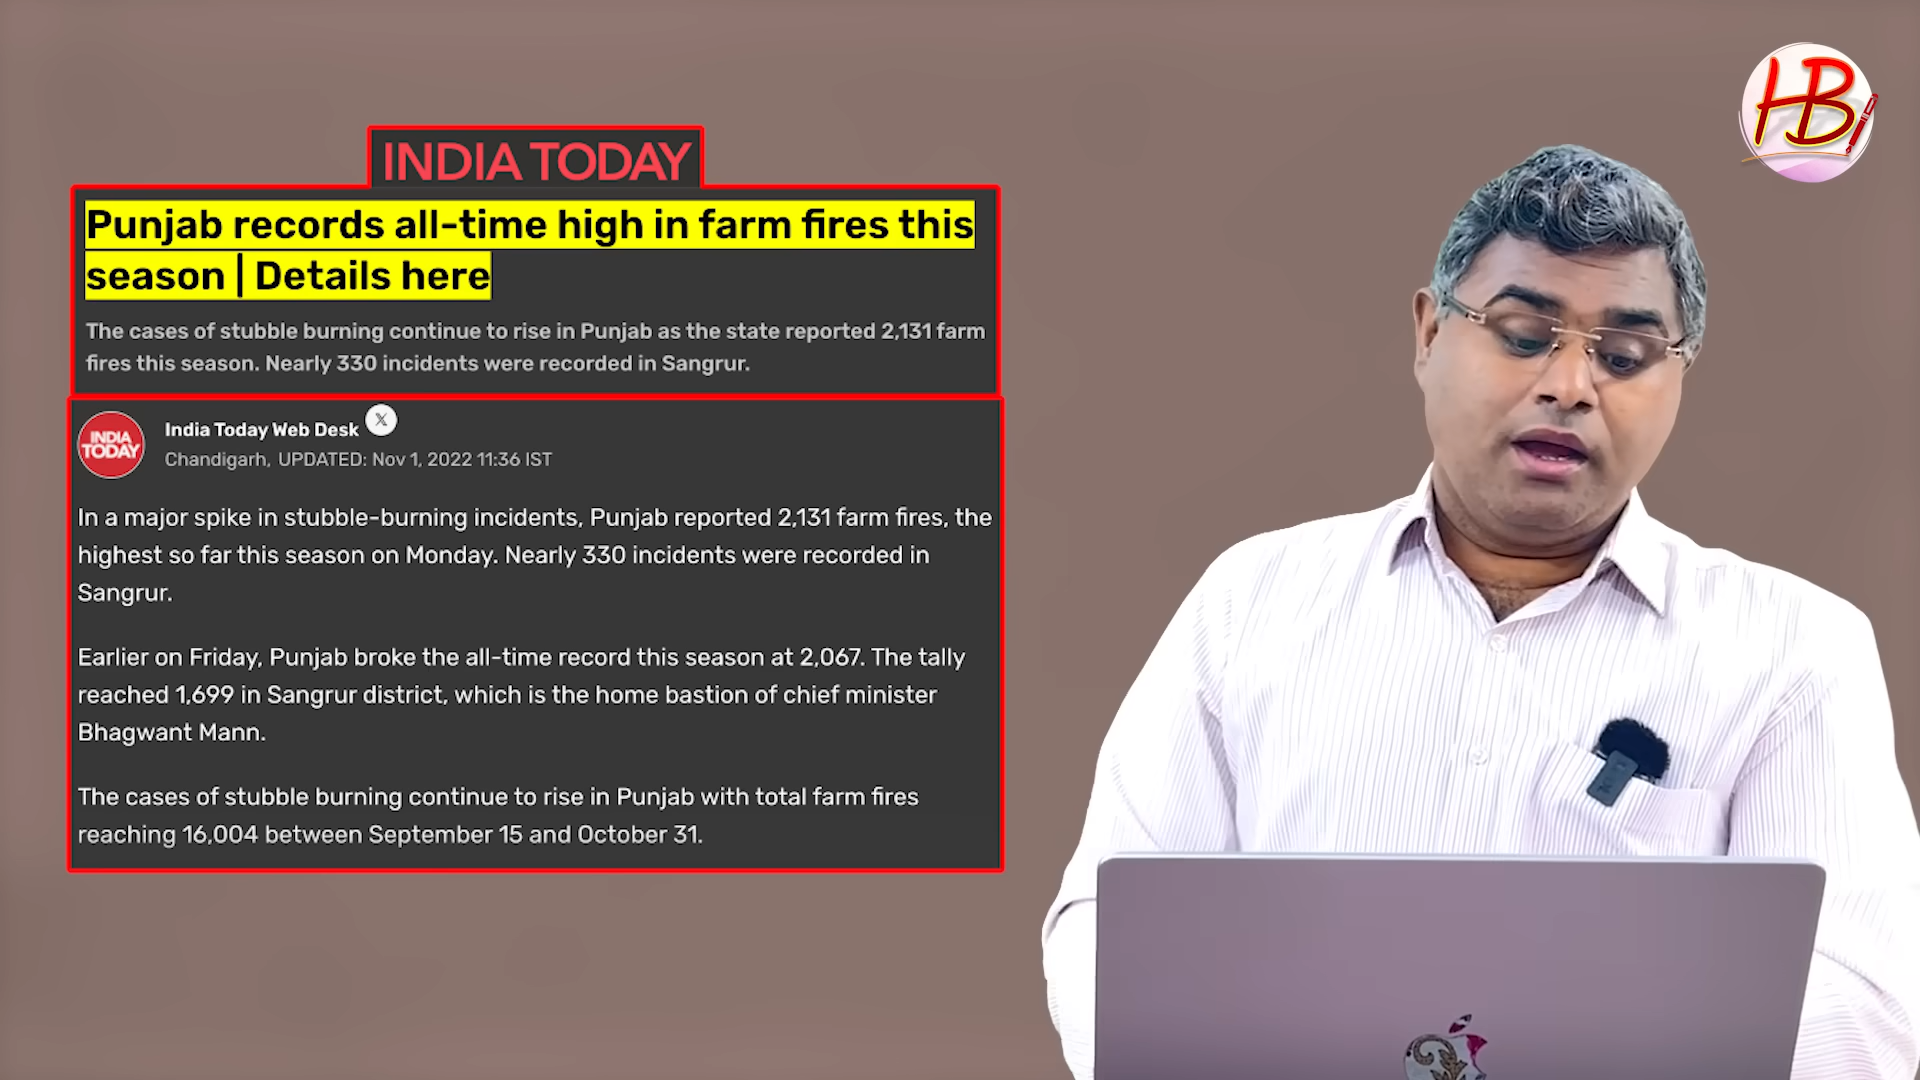 INDIA TODAY
Punjab records all-time high in farm fires this
season | Details here
The cases of stubble burning continue to rise in Punjab as the state reported 2,131 farm
fires this season. Nearly 330 incidents were recorded in Sangrur.
INDIA
TODAY
India Today Web Desk X
Chandigarh, UPDATED: Nov 1, 2022 11:36 IST
In a major spike in stubble-burning incidents, Punjab reported 2,131 farm fires, the
highest so far this season on Monday. Nearly 330 incidents were recorded in
Sangrur.
Earlier on Friday, Punjab broke the all-time record this season at 2,067. The tally
reached 1,699 in Sangrur district, which is the home bastion of chief minister
Bhagwant Mann.
The cases of stubble burning continue to rise in Punjab with total farm fires
reaching 16,004 between September 15 and October 31.
HB